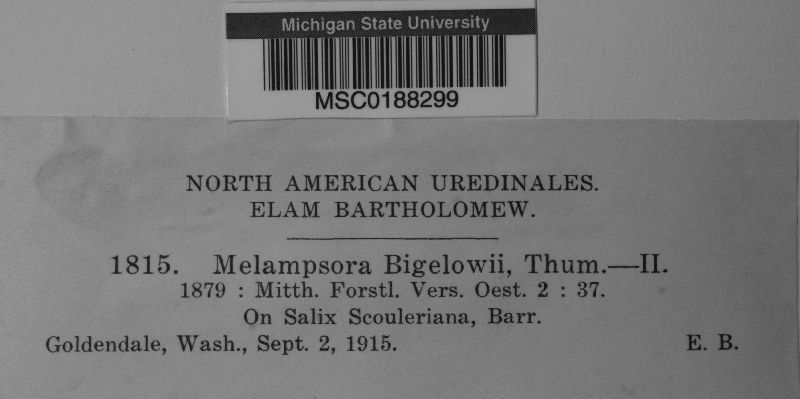 Michigan State University
MSC0188299
NORTH AMERICAN UREDINALES.
ELAM BARTHOLOMEW.
1815. Melampsora Bigelowii, Thum.—II.
1879 : Mitth. Forstl. Vers. Oest. 2 : 37.
On Salix Scouleriana, Barr.
Goldendale, Wash., Sept. 2, 1915. E. B.